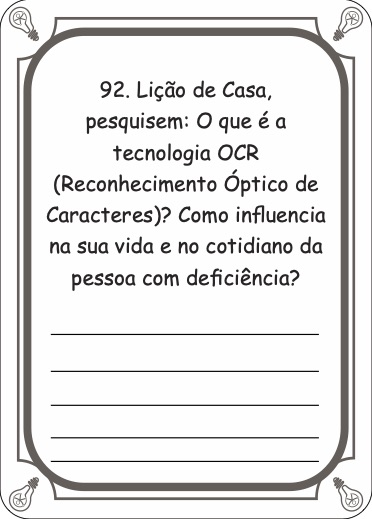 92. Lição de Casa,
pesquisem: O que é a
tecnologia OCR
(Reconhecimento Óptico de
Caracteres)? Como influencia
na sua vida e no cotidiano da
pessoa com deficiência?